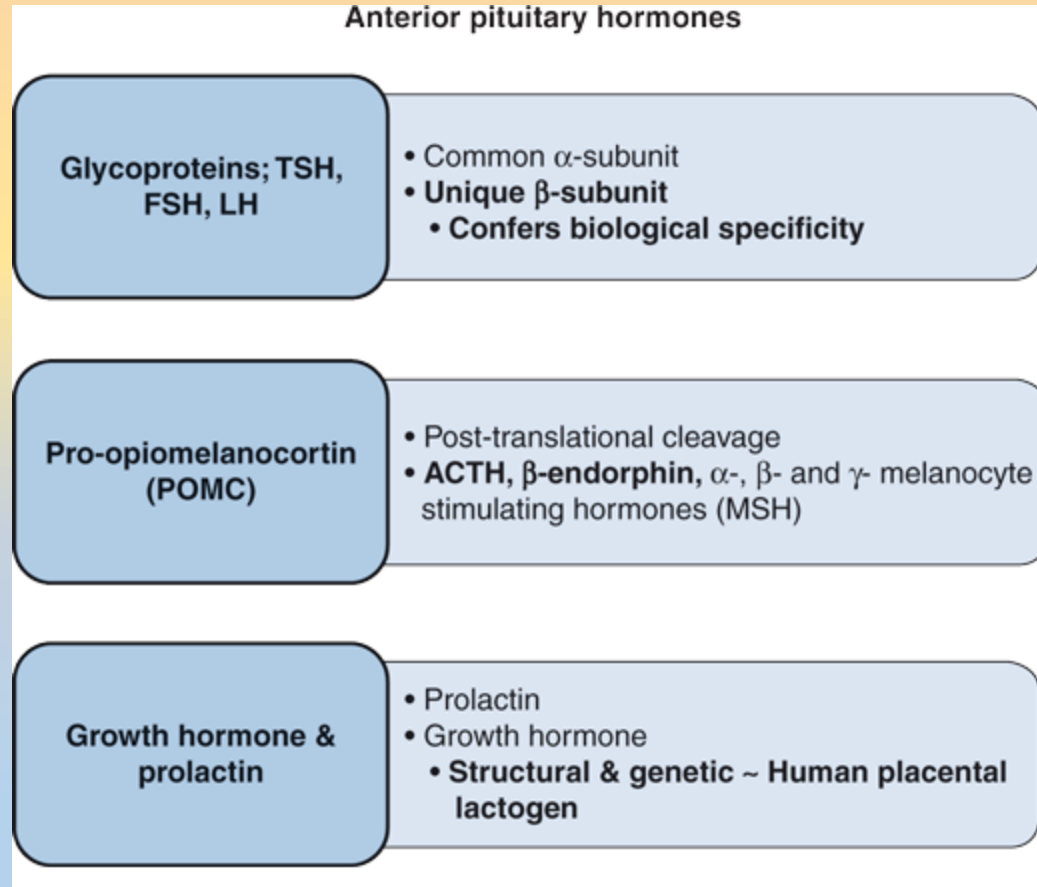 Anterior pituitary hormones
Glycoproteins; TSH,
FSH, LH
• Common α-subunit
• Unique β-subunit
• Confers biological specificity
Pro-opiomelanocortin
(POMC)
• Post-translational cleavage
• ACTH, β-endorphin, α-, β- and γ- melanocyte
stimulating hormones (MSH)
Growth hormone &
prolactin
• Prolactin
• Growth hormone
• Structural & genetic ~ Human placental
lactogen